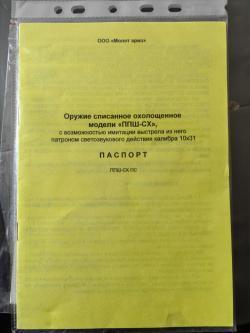 ООО «Молот армз»
Оружие списанное охолощенное
модели «ППШ-СХ»,
с возможностью имитации выстрела из него
патроном светозвукового действия калибра 10х31
ПАСПОРТ
ППШ-СХ ПС